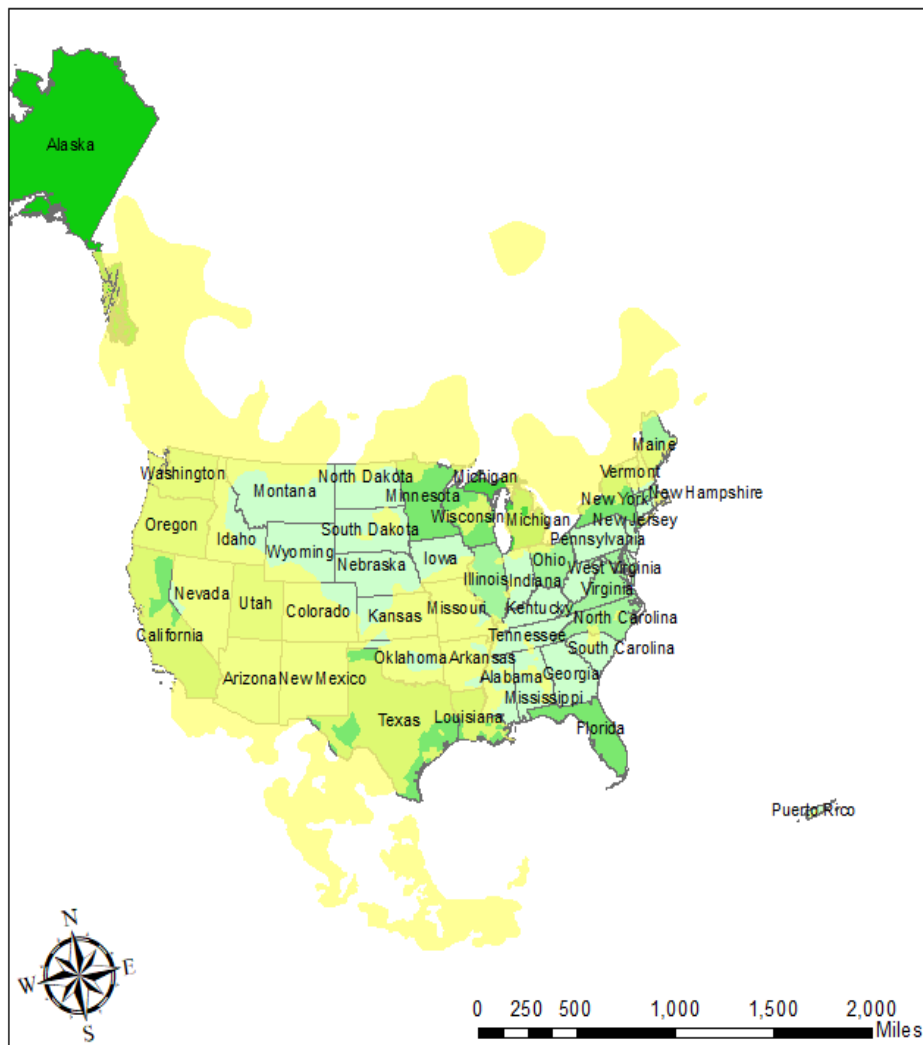 Alaska
Washington
Montana
North Dakota
Minnesota
Michigan
Maine
Vermont
New Hampshire
Oregon
Idaho
Wyoming
South Dakota
Wisconsin
Michigan
New York
New Jersey
Pennsylvania
Nebraska
Iowa
Illinois
Indiana
Ohio
West Virginia
Virginia
Nevada
Utah
Colorado
Kansas
Missouri
Kentucky
North Carolina
California
Tennessee
South Carolina
Arizona
New Mexico
Oklahoma
Arkansas
Alabama
Georgia
Mississippi
Texas
Louisiana
Florida
Puerto Rico
N
W
E
S
0 250 500 1,000 1,500 2,000
Miles